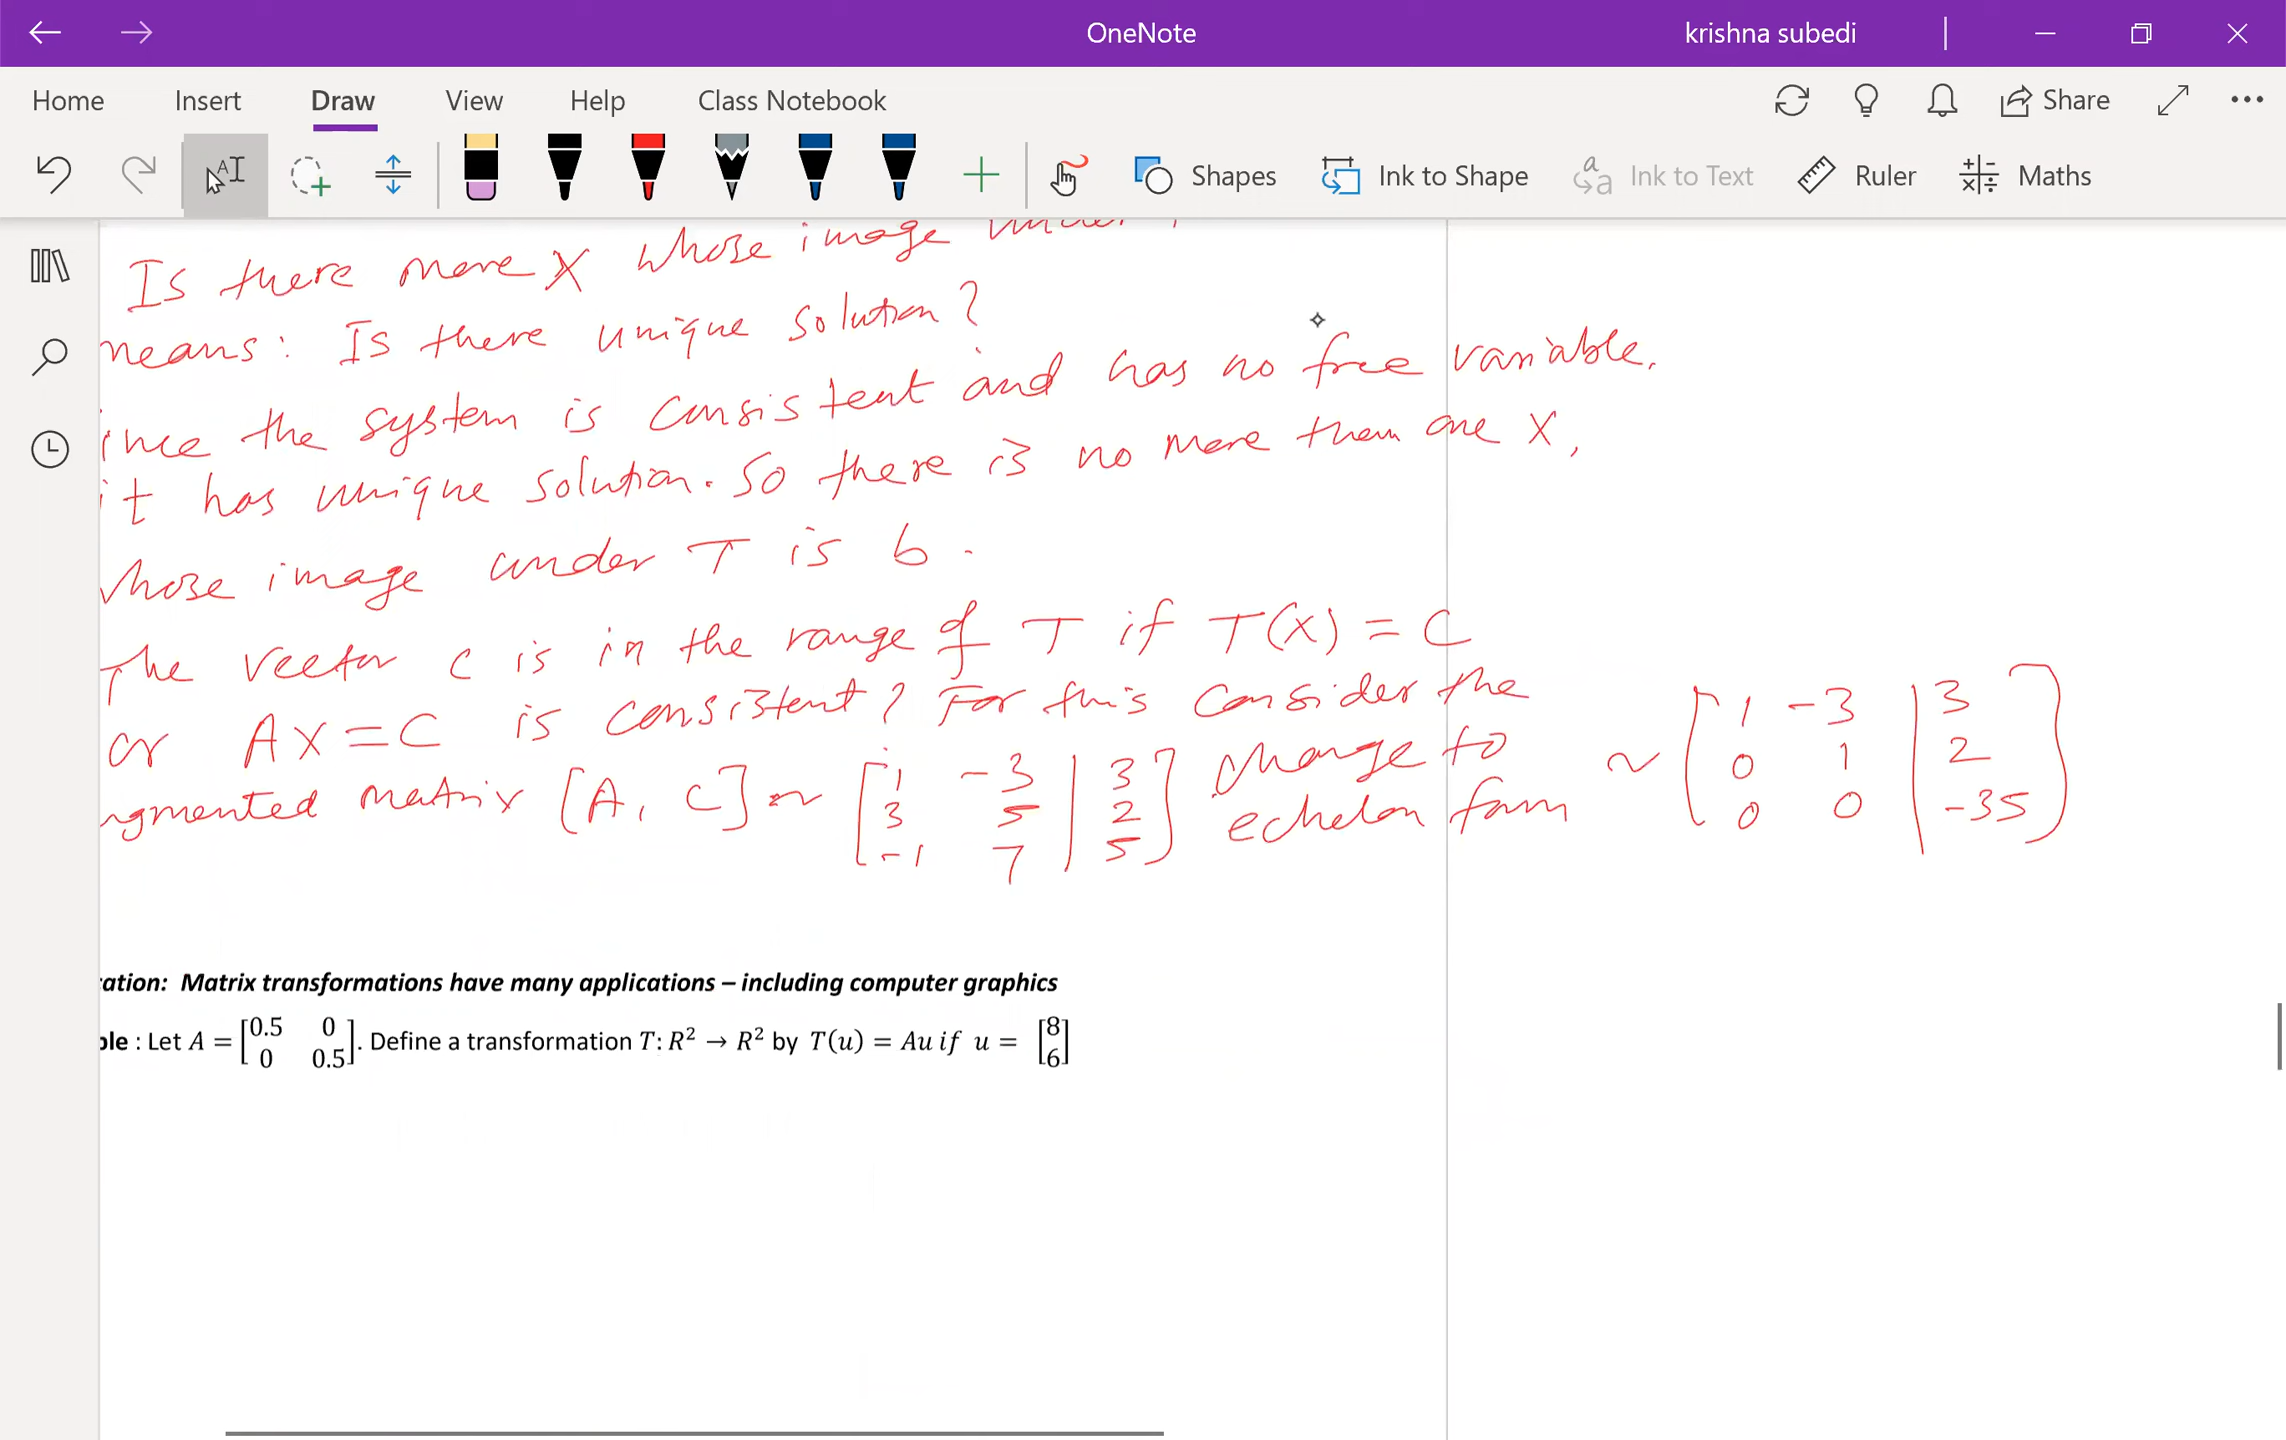 OneNote
krishna subedi
Home Insert Draw View Help Class Notebook Share
Shapes Ink to Shape Ink to Text Ruler Maths
Is there more X whose image under
means: Is there unique solution?
ince the system is consistent and has no free variable.
it has unique solution. So there is no more than one X,
whose image under T is b.
The vector c is in the range of T if T(X) = C
or AX = C is consistent? For this consider the
ugmented matrix [A, C] ~ [1 -3 | 3; 3 5 | 2; -1 7 | 5] change to echelon form ~ [1 -3 | 3; 0 1 | 2; 0 0 | -35]
ation: Matrix transformations have many applications – including computer graphics
ple : Let A = [0.5 0; 0 0.5]. Define a transformation T: R² → R² by T(u) = Au if u = [8; 6]